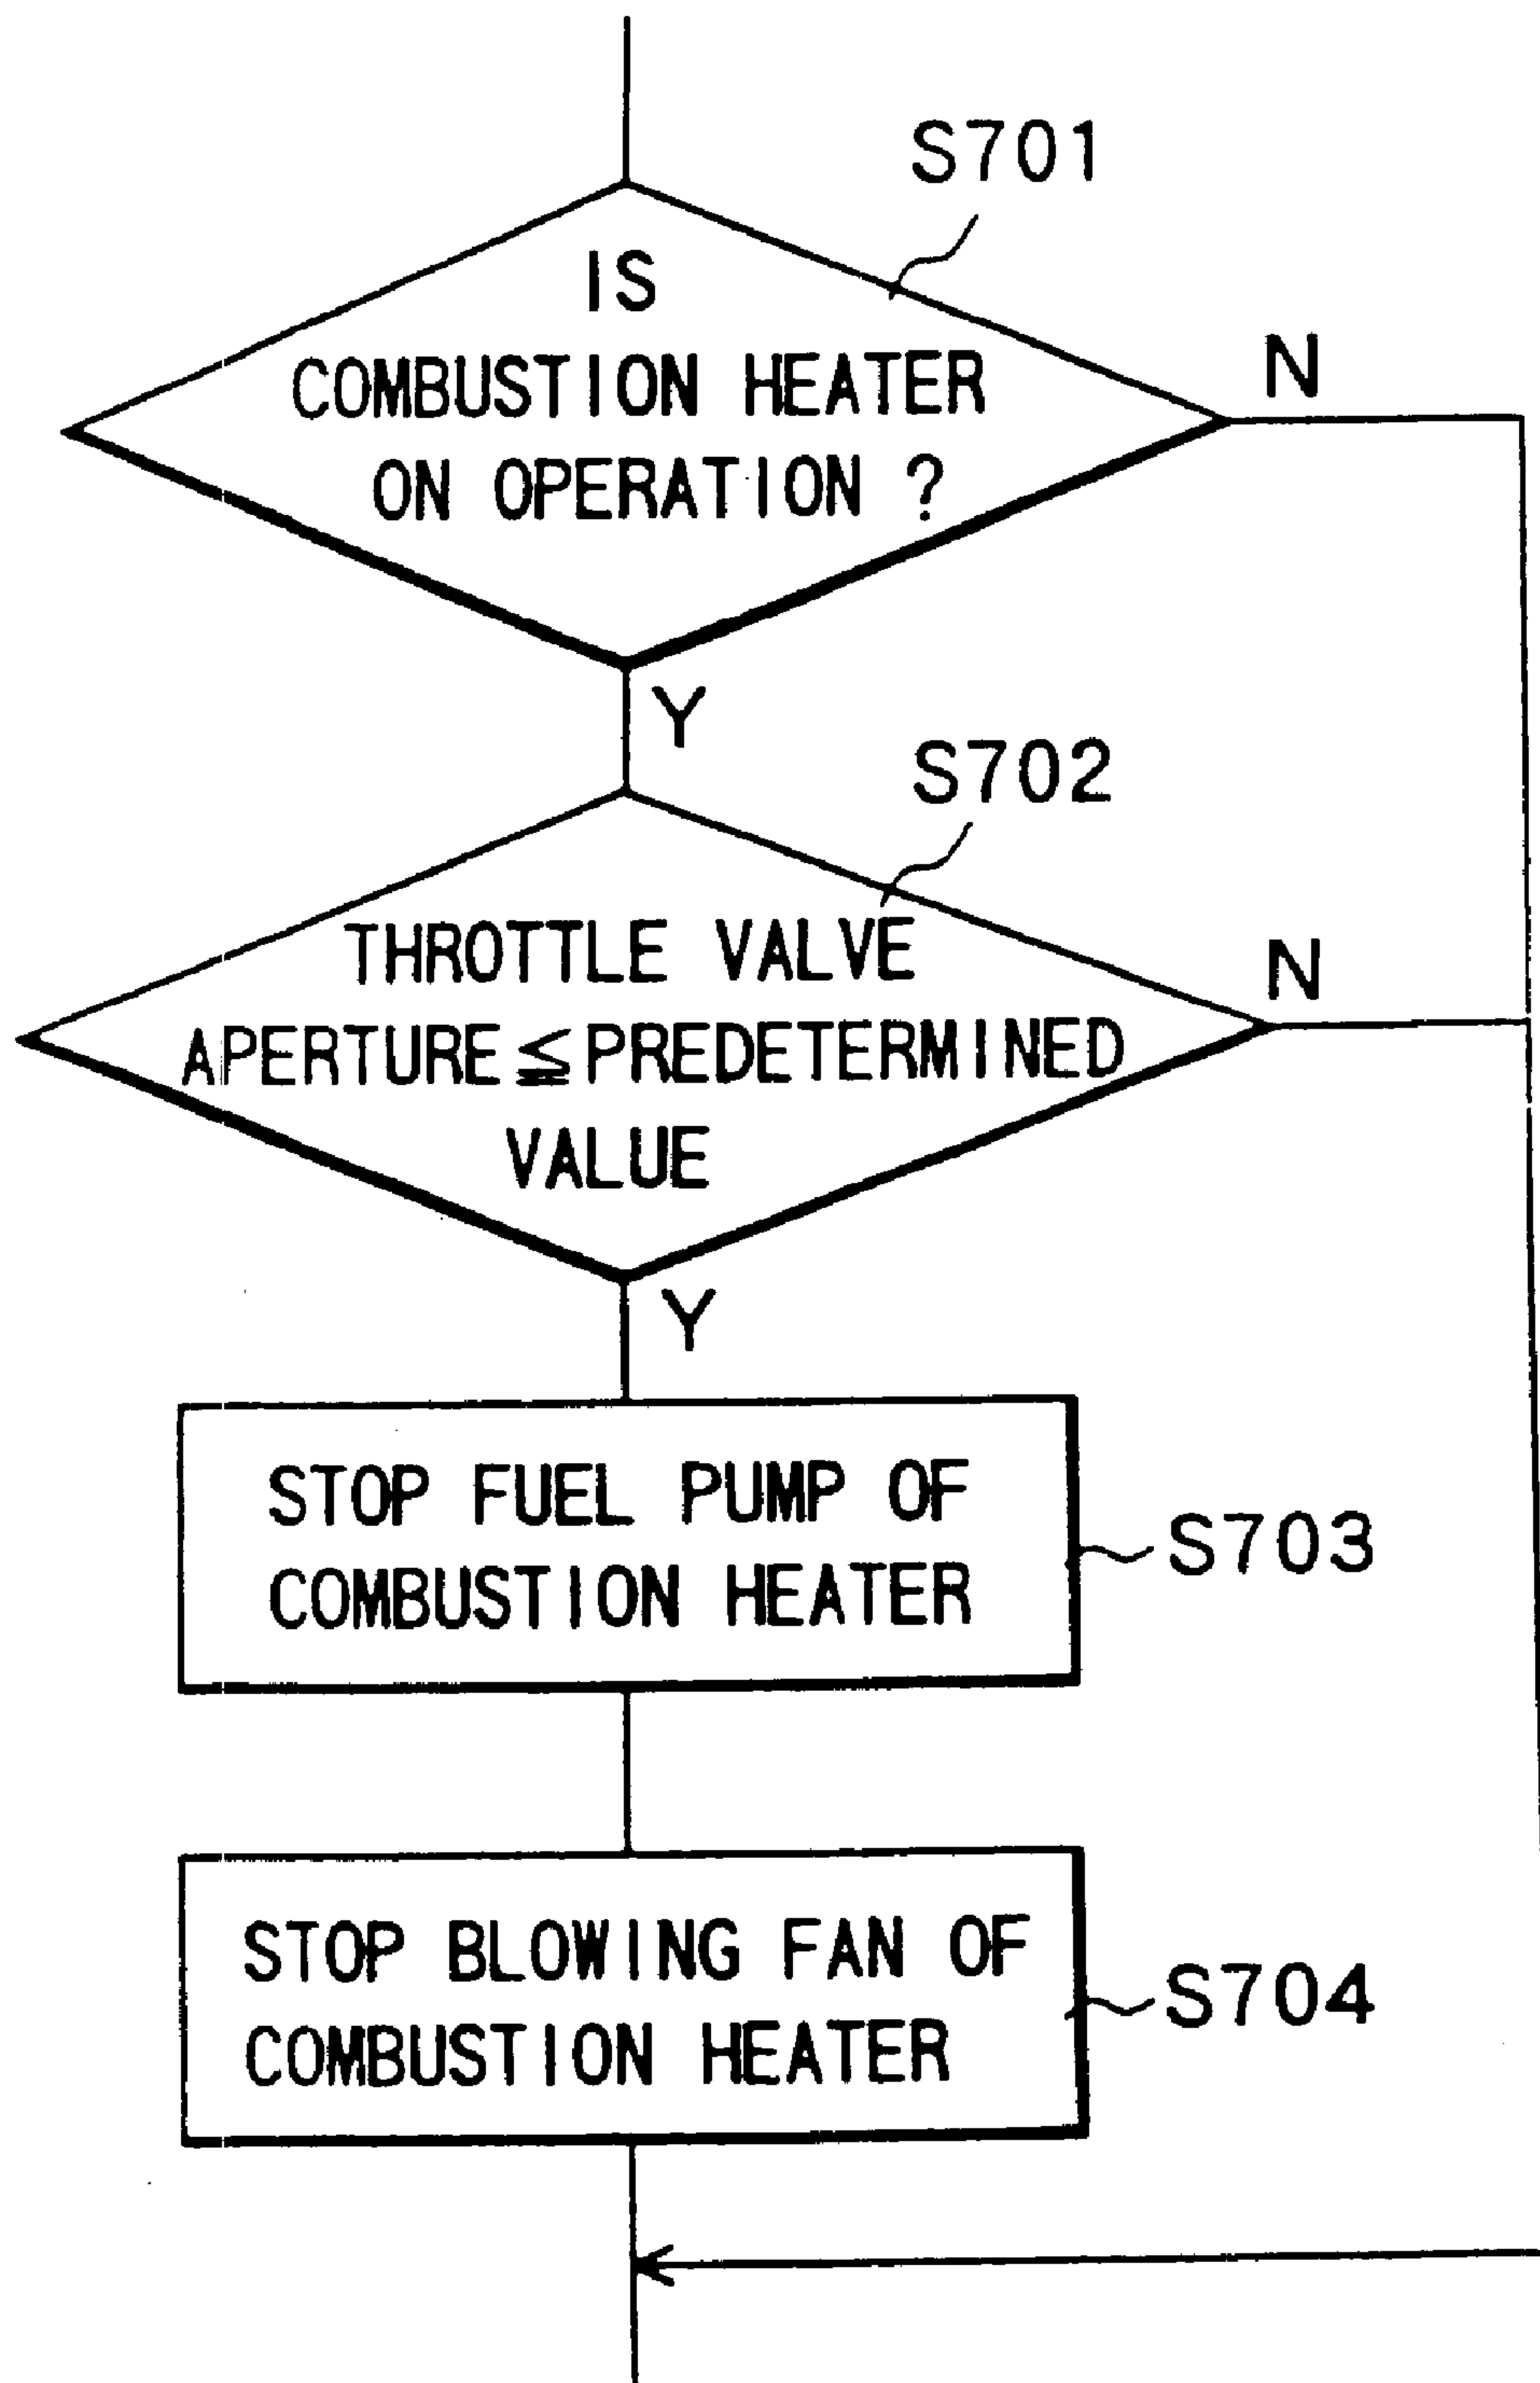 S701
IS
COMBUSTION HEATER
ON OPERATION ?
N
Y
S702
THROTTLE VALVE
APERTURE≦PREDETERMINED
VALUE
N
Y
STOP FUEL PUMP OF
COMBUSTION HEATER
S703
STOP BLOWING FAN OF
COMBUSTION HEATER
S704